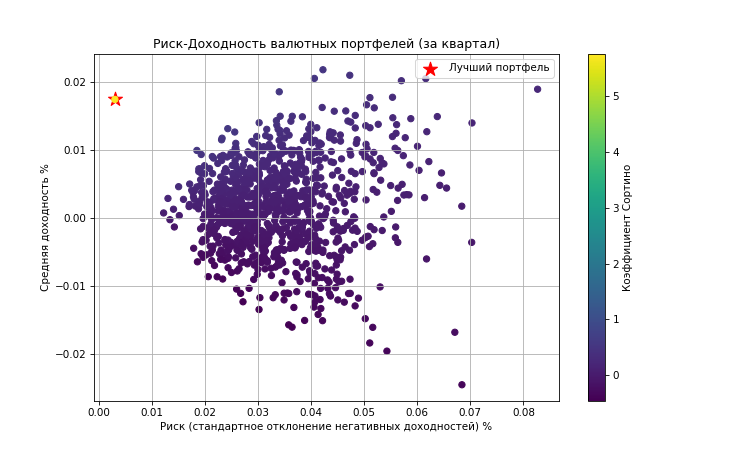 Риск-Доходность валютных портфелей (за квартал)
Лучший портфель
Средняя доходность %
0.02
0.01
0.00
−0.01
−0.02
0.00 0.01 0.02 0.03 0.04 0.05 0.06 0.07 0.08
Риск (стандартное отклонение негативных доходностей) %
5
4
3
2
1
0
Коэффициент Сортино